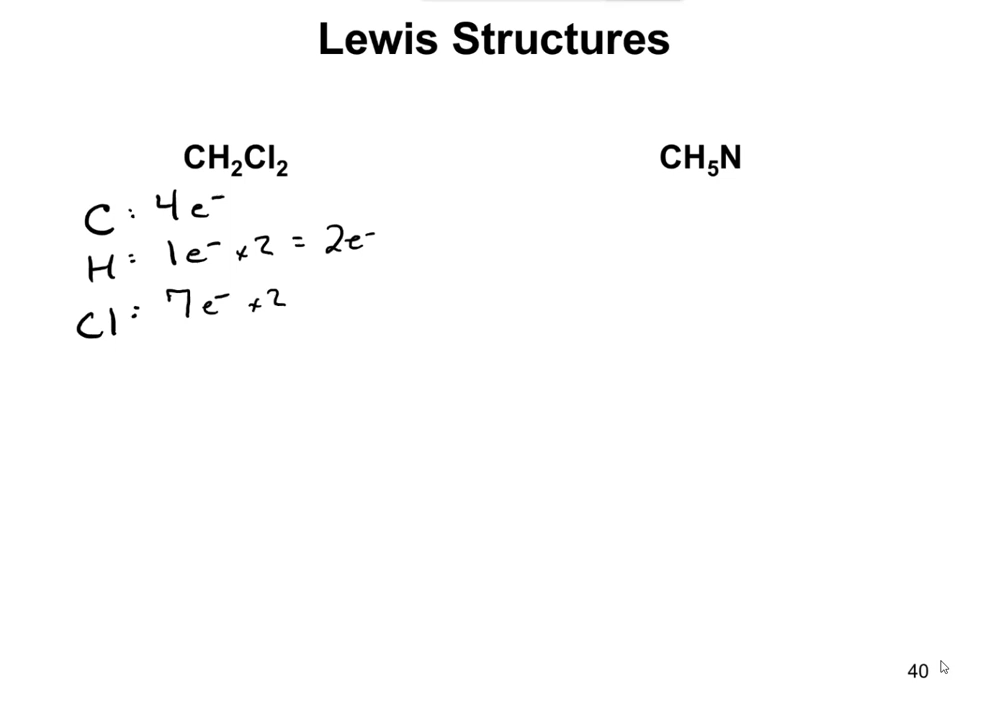 Lewis Structures
CH₂Cl₂
CH₅N
C: 4e⁻
H: 1e⁻ x2 = 2e⁻
Cl: 7e⁻ x2
40